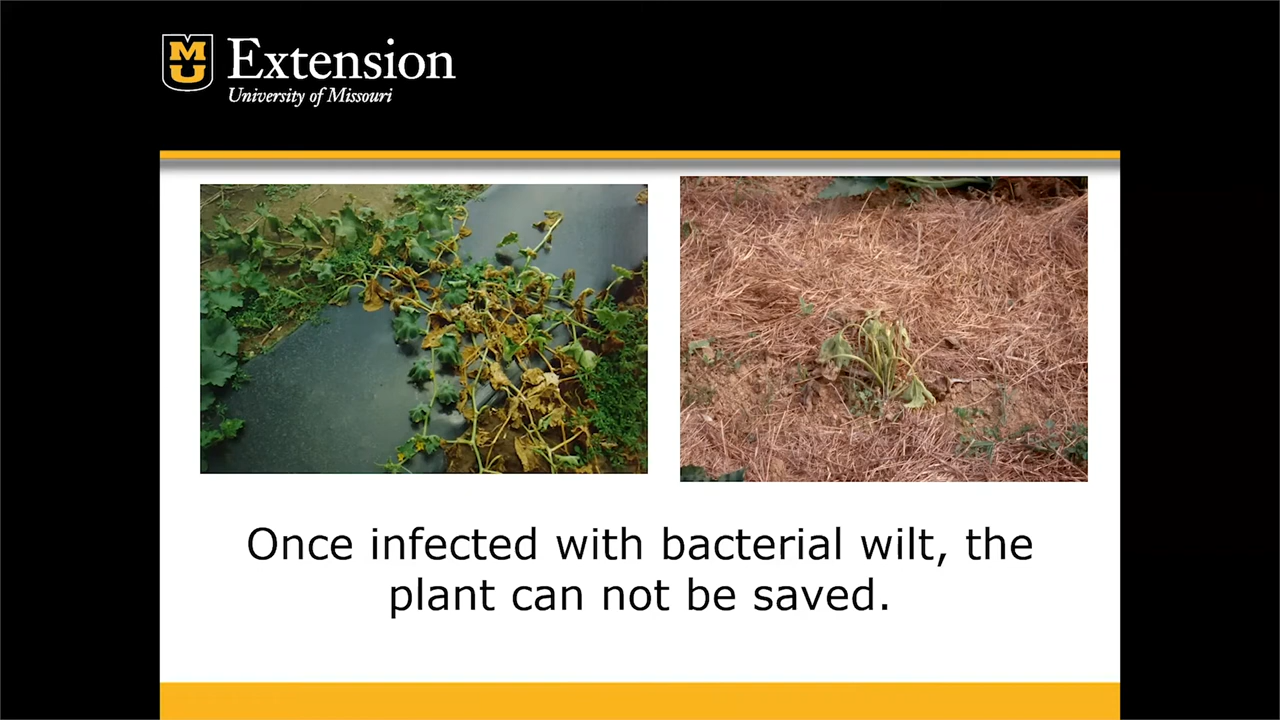 MU
Extension
University of Missouri
Once infected with bacterial wilt, the
plant can not be saved.